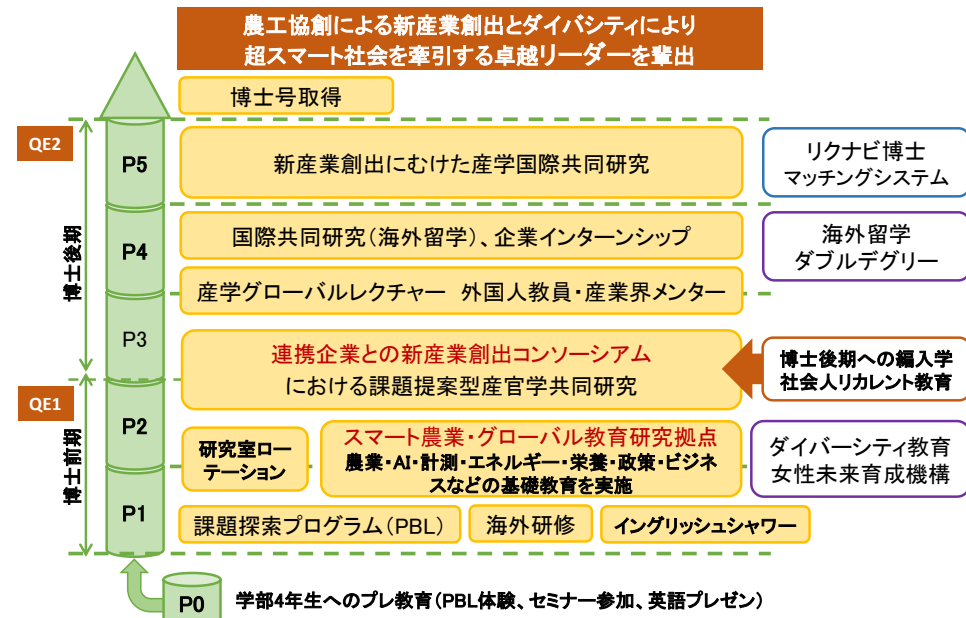 農工協創による新産業創出とダイバシティにより
超スマート社会を牽引する卓越リーダーを輩出
博士号取得
QE2
P5
新産業創出にむけた産学国際共同研究
リクナビ博士
マッチングシステム
博士後期
P4
国際共同研究(海外留学)、企業インターンシップ
海外留学
ダブルデグリー
産学グローバルレクチャー 外国人教員・産業界メンター
P3
連携企業との新産業創出コンソーシアム
における課題提案型産官学共同研究
博士後期への編入学
社会人リカレント教育
QE1
P2
研究室ロー
テーション
スマート農業・グローバル教育研究拠点
農業・AI・計測・エネルギー・栄養・政策・ビジネ
スなどの基礎教育を実施
ダイバーシティ教育
女性未来育成機構
博士前期
P1
課題探索プログラム(PBL)
海外研修
イングリッシュシャワー
P0
学部4年生へのプレ教育(PBL体験、セミナー参加、英語プレゼン)